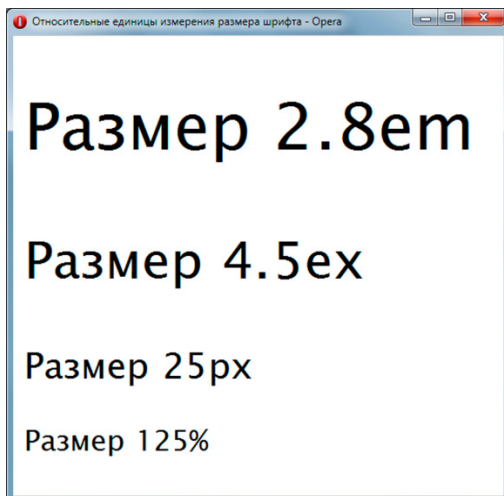 Относительные единицы измерения размера шрифта - Opera
Размер 2.8em
Размер 4.5ex
Размер 25px
Размер 125%